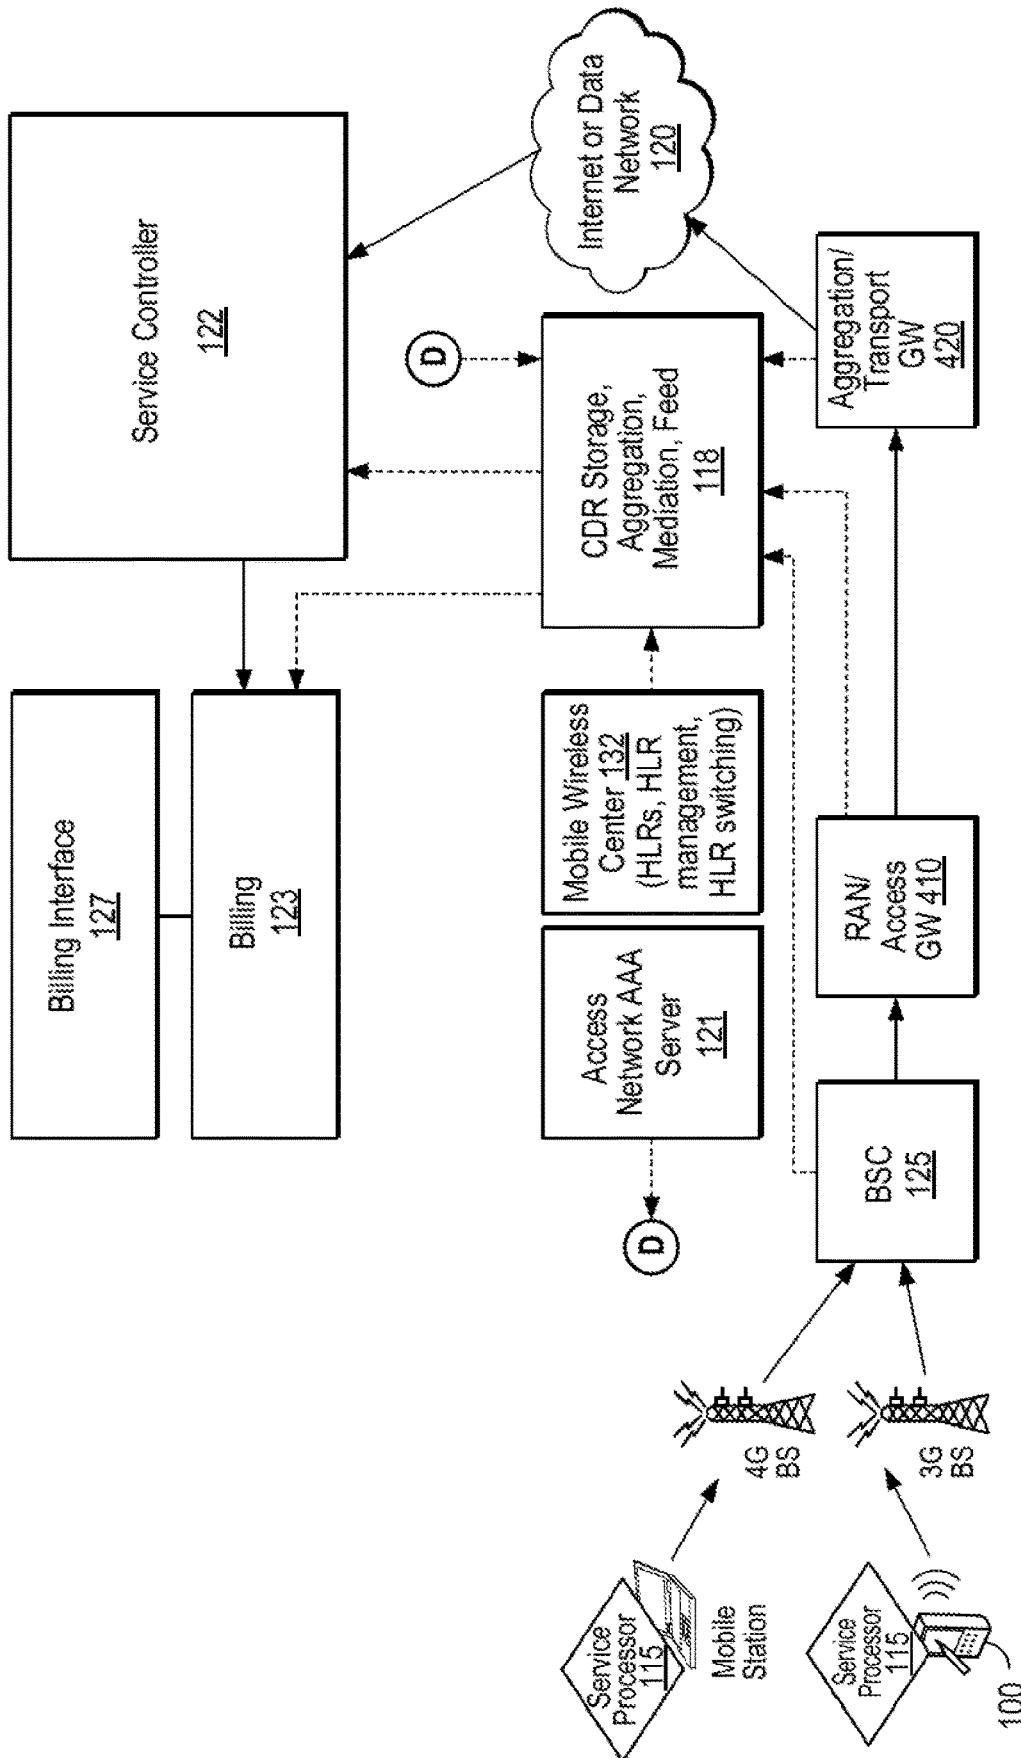 Billing Interface
127
Billing
123
Service Controller
122
D
Internet or Data
Network
120
Access
Network AAA
Server
121
D
Mobile Wireless
Center 132
(HLRs, HLR
management,
HLR switching)
CDR Storage,
Aggregation,
Mediation, Feed
118
Service
Processor
115
Mobile
Station
4G
BS
Service
Processor
115
100
3G
BS
BSC
125
RAN/
Access
GW 410
Aggregation/
Transport
GW
420